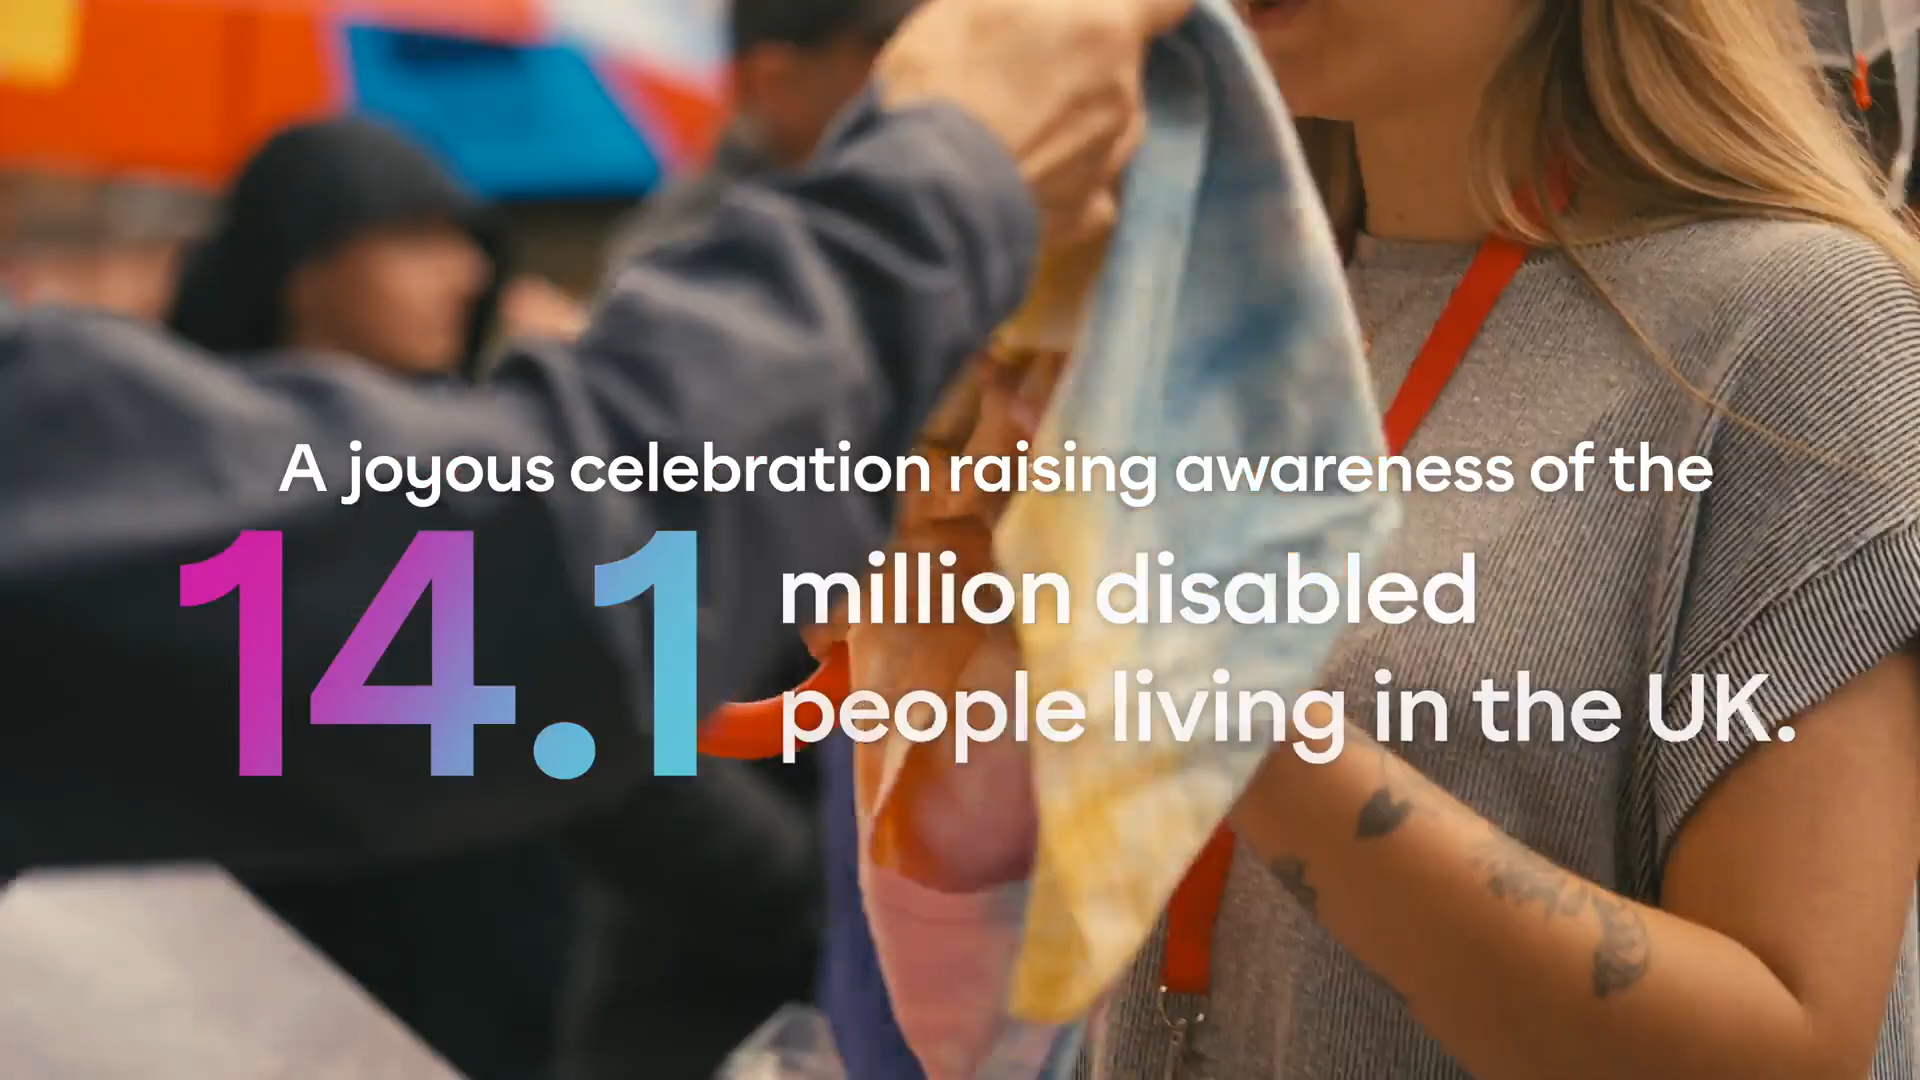 A joyous celebration raising awareness of the
14.1 million disabled
people living in the UK.